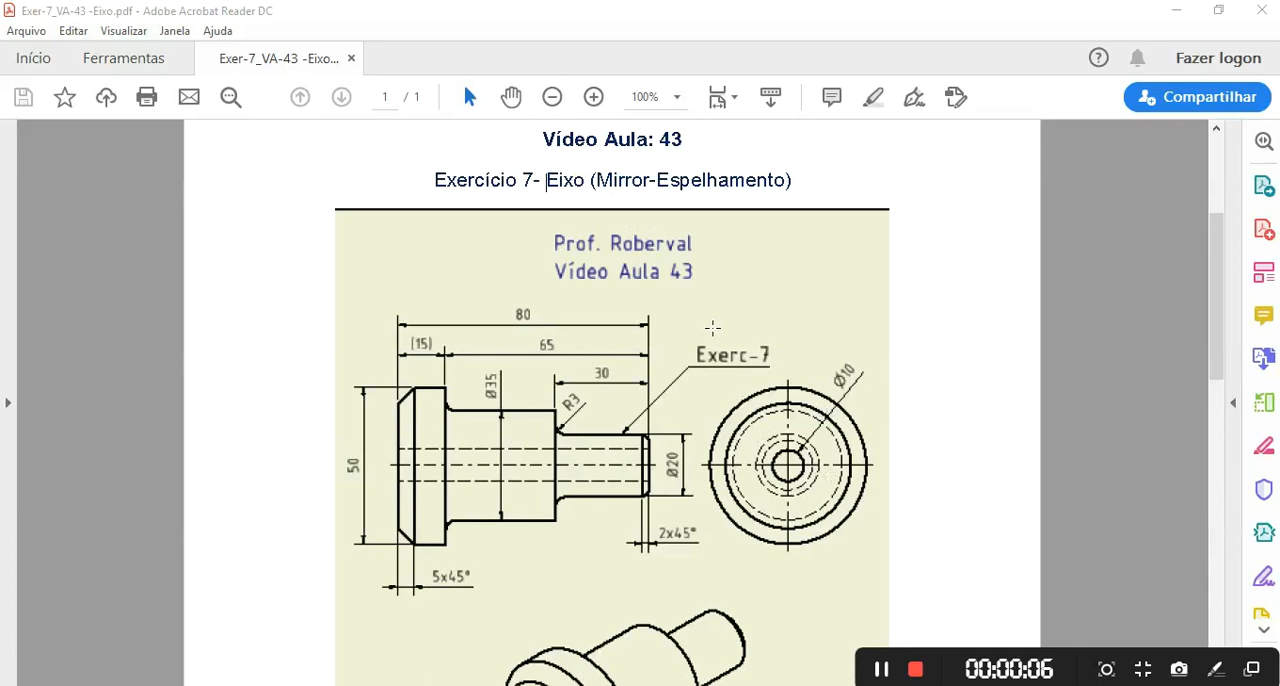 Exer-7_VA-43 -Eixo.pdf - Adobe Acrobat Reader DC
Arquivo Editar Visualizar Janela Ajuda
Início Ferramentas Exer-7_VA-43 -Eixo... × Fazer logon
1 / 1 100% Compartilhar
Vídeo Aula: 43
Exercício 7- Eixo (Mirror-Espelhamento)
Prof. Roberval
Vídeo Aula 43
80
(15) 65
Exerc-7
30
Ø35
R3
Ø10
50
Ø20
2x45°
5x45°
00:00:06